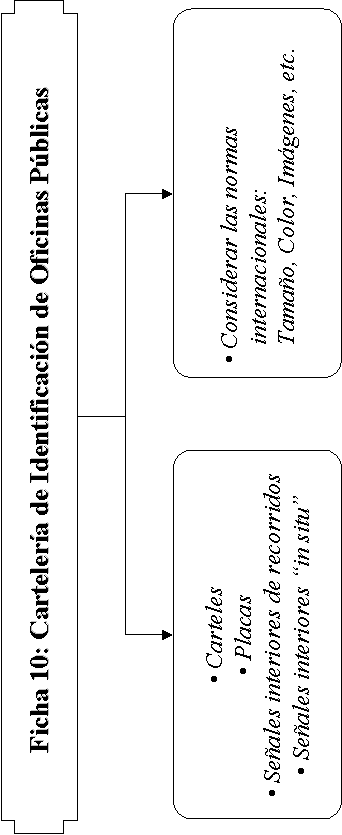 Ficha 10: Cartelería de Identificación de Oficinas Públicas
• Carteles
• Placas
• Señales interiores de recorridos
• Señales interiores “in situ”
• Considerar las normas
internacionales:
Tamaño, Color, Imágenes, etc.